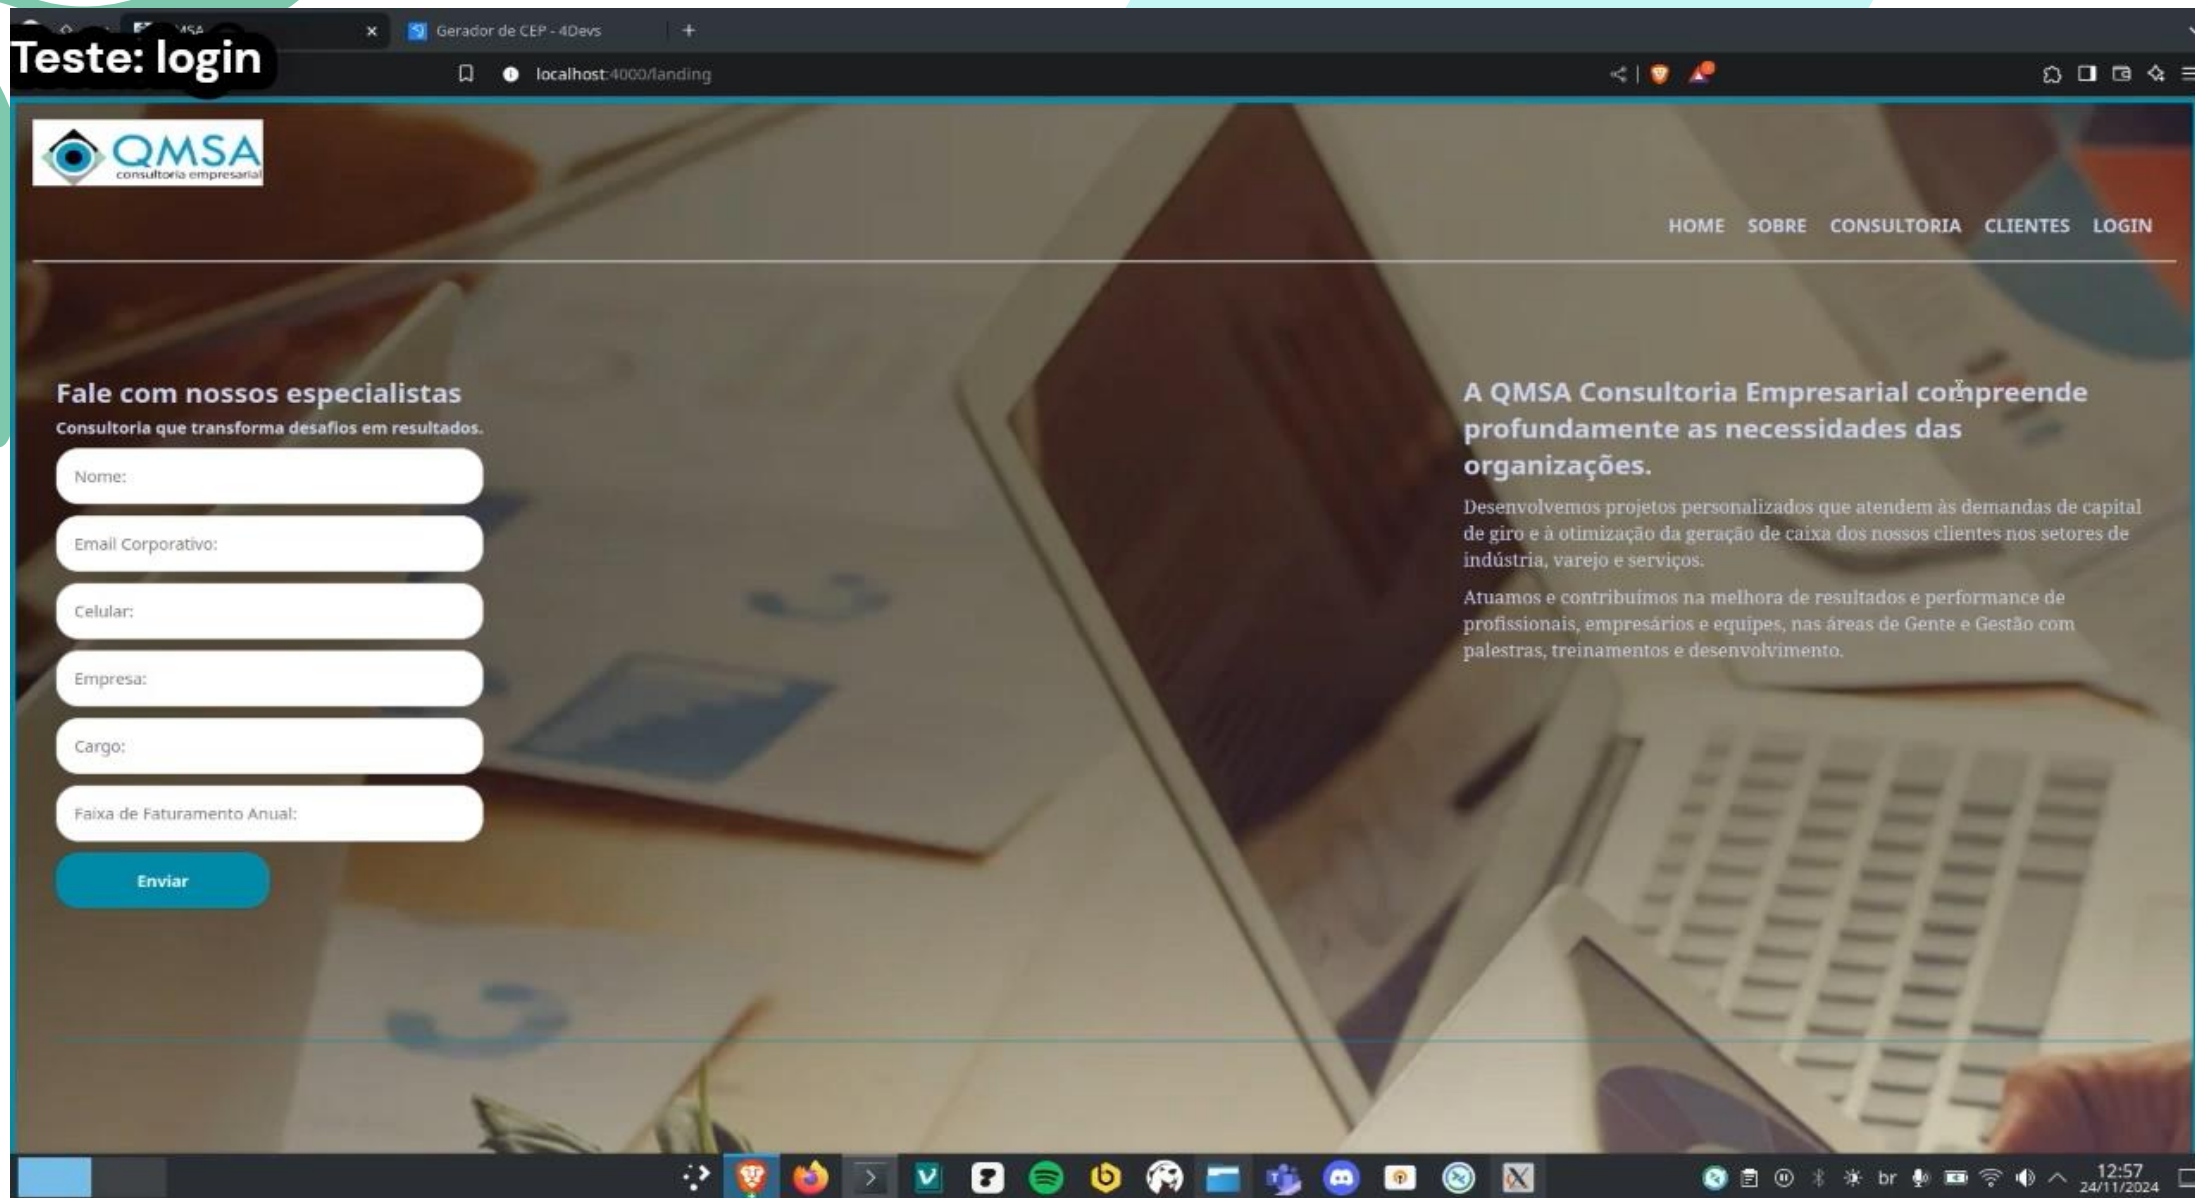 Teste: login
Gerador de CEP - 4Devs
localhost:4000/landing
QMSA
consultoria empresarial
HOME SOBRE CONSULTORIA CLIENTES LOGIN
Fale com nossos especialistas
Consultoria que transforma desafios em resultados.
Nome:
Email Corporativo:
Celular:
Empresa:
Cargo:
Faixa de Faturamento Anual:
Enviar
A QMSA Consultoria Empresarial compreende
profundamente as necessidades das
organizações.
Desenvolvemos projetos personalizados que atendem às demandas de capital
de giro e à otimização da geração de caixa dos nossos clientes nos setores de
indústria, varejo e serviços.
Atuamos e contribuímos na melhora de resultados e performance de
profissionais, empresários e equipes, nas áreas de Gente e Gestão com
palestras, treinamentos e desenvolvimento.
br
12:57
24/11/2024